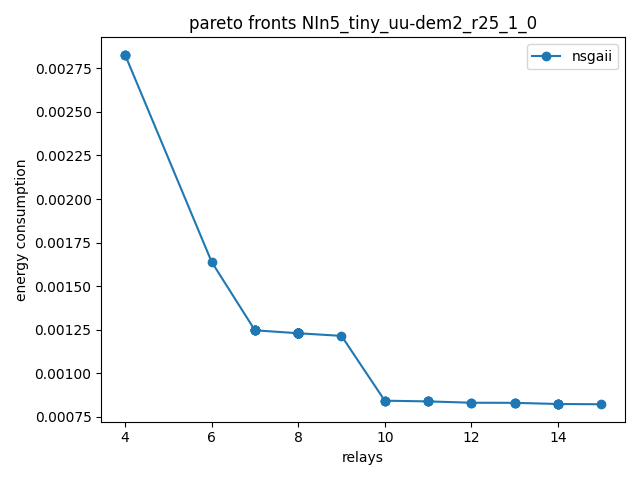 pareto fronts NIn5_tiny_uu-dem2_r25_1_0
nsgaii
energy consumption
0.00275
0.00250
0.00225
0.00200
0.00175
0.00150
0.00125
0.00100
0.00075
4 6 8 10 12 14
relays